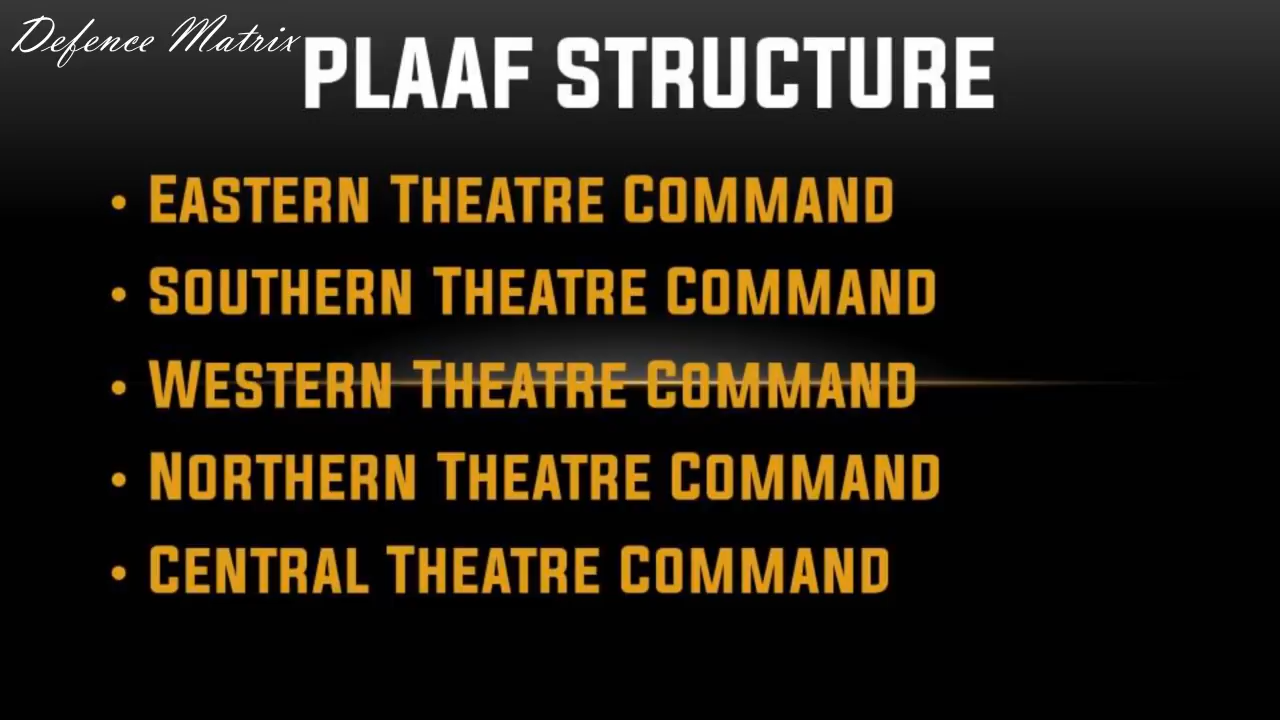 Defence Matrix
PLAAF STRUCTURE
• EASTERN THEATRE COMMAND
• SOUTHERN THEATRE COMMAND
• WESTERN THEATRE COMMAND
• NORTHERN THEATRE COMMAND
• CENTRAL THEATRE COMMAND